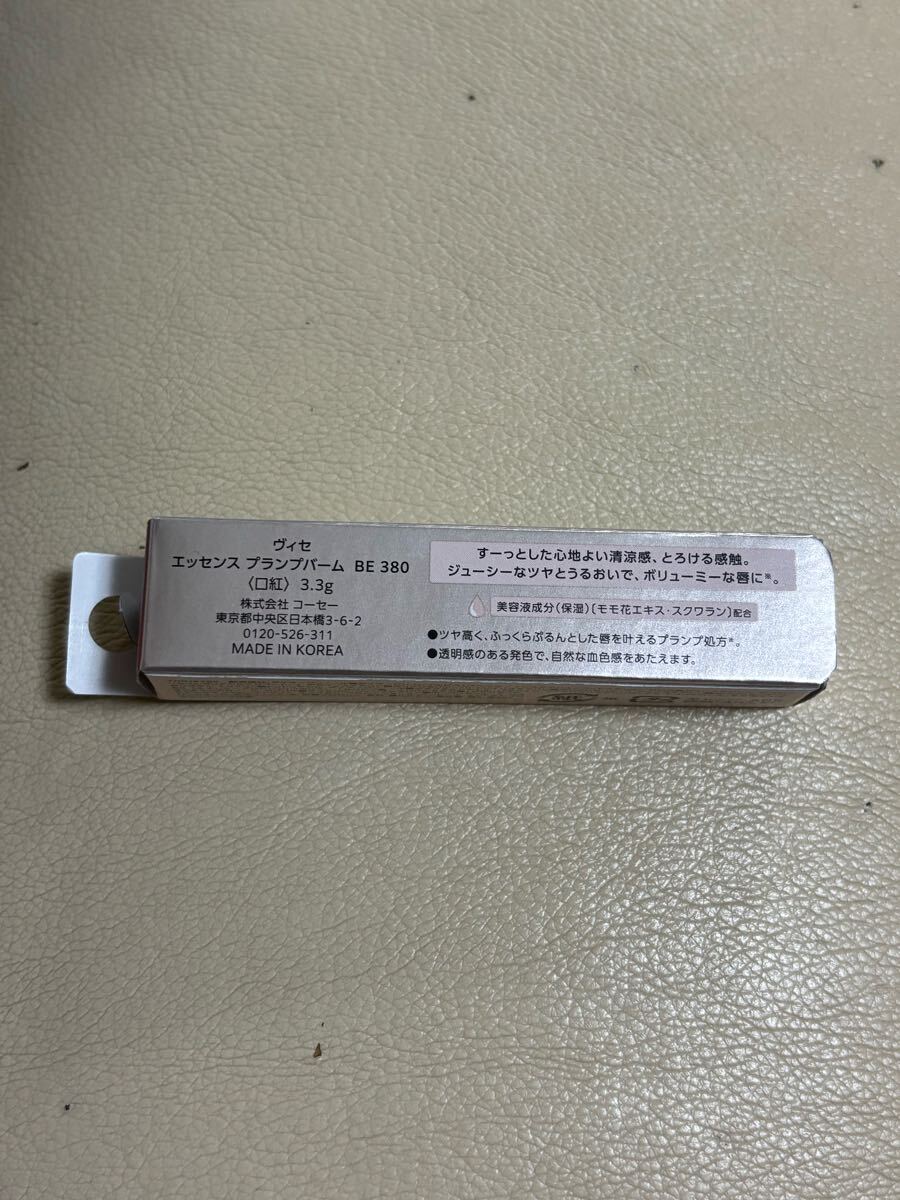 ヴィセ
エッセンス プランプバーム BE 380
〈口紅〉 3.3g
株式会社 コーセー
東京都中央区日本橋3-6-2
0120-526-311
MADE IN KOREA
すーっとした心地よい清涼感、とろける感触。
ジューシーなツヤとうるおいで、ボリューミーな唇に※。
美容液成分(保湿)〔モモ花エキス・スクワラン〕配合
●ツヤ高く、ふっくらぷるんとした唇を叶えるプランプ処方※。
●透明感のある発色で、自然な血色感をあたえます。